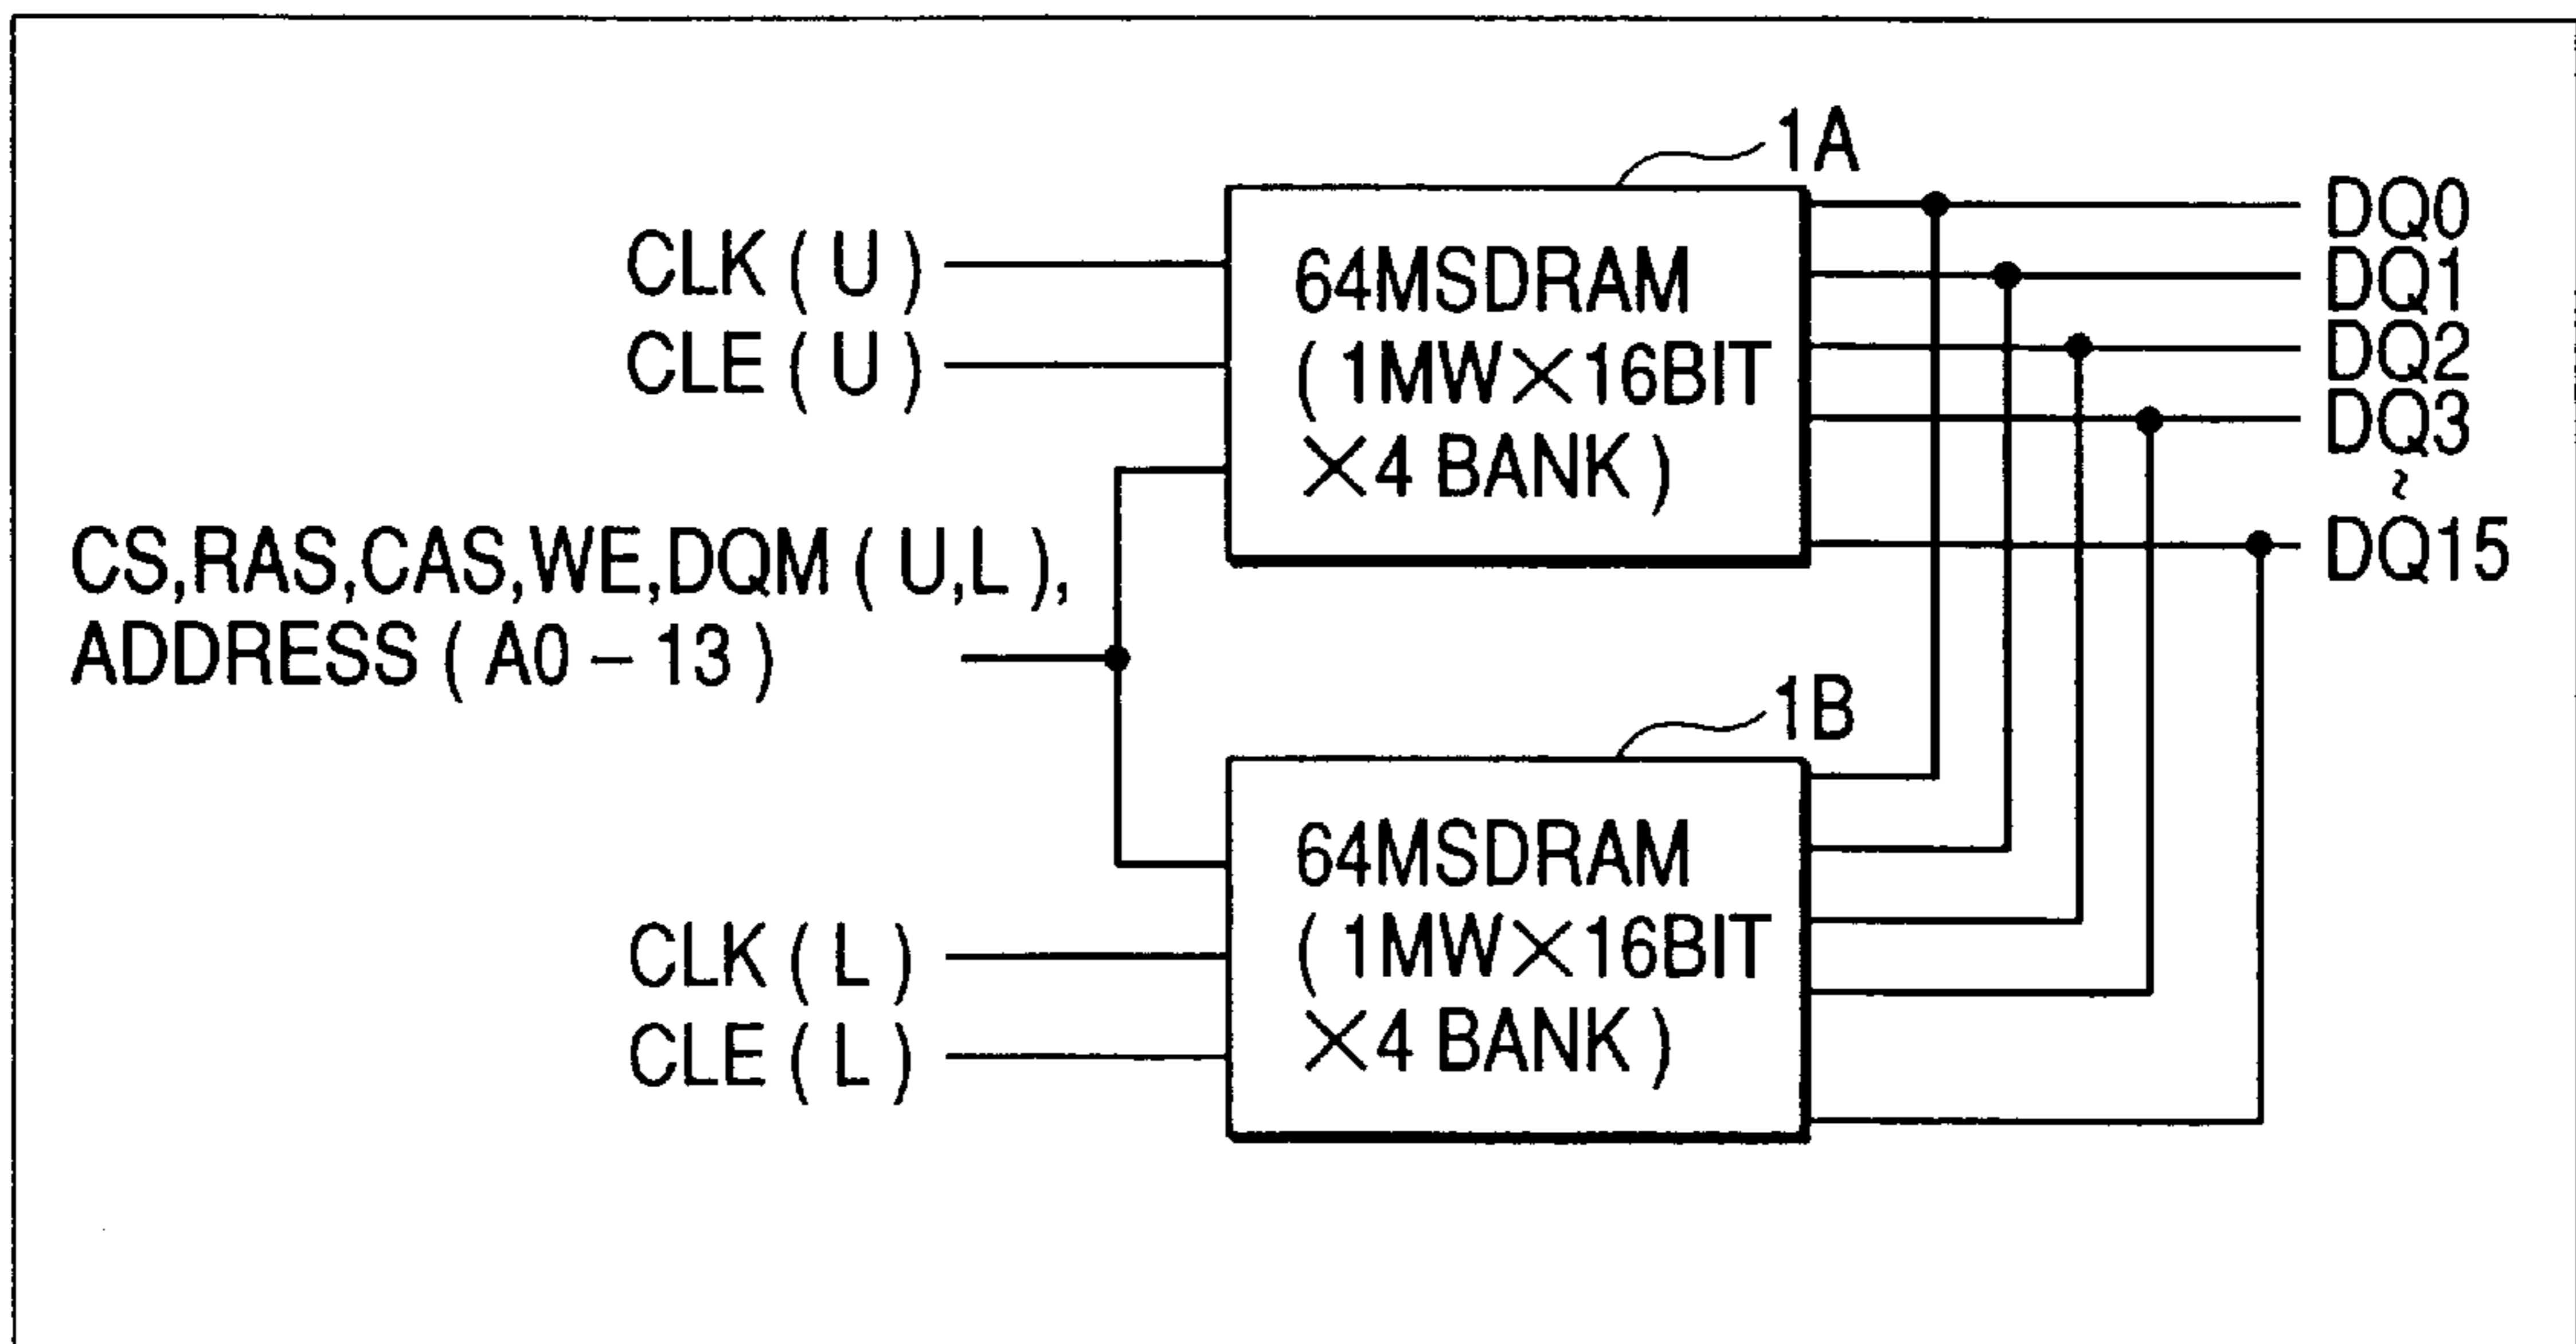 1A
CLK ( U )
CLE ( U )
64MSDRAM
( 1MW×16BIT
×4 BANK )
DQ0
DQ1
DQ2
DQ3
~
DQ15
CS,RAS,CAS,WE,DQM ( U,L ),
ADDRESS ( A0 – 13 )
1B
64MSDRAM
( 1MW×16BIT
×4 BANK )
CLK ( L )
CLE ( L )